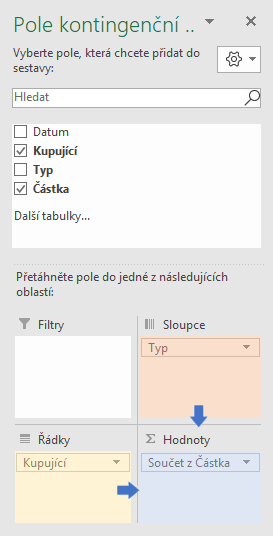 Pole kontingenční ..
Vyberte pole, která chcete přidat do
sestavy:
Hledat
Datum
Kupující
Typ
Částka
Další tabulky...
Přetáhněte pole do jedné z následujících
oblastí:
Filtry
Sloupce
Typ
Řádky
Hodnoty
Kupující
Součet z Částka